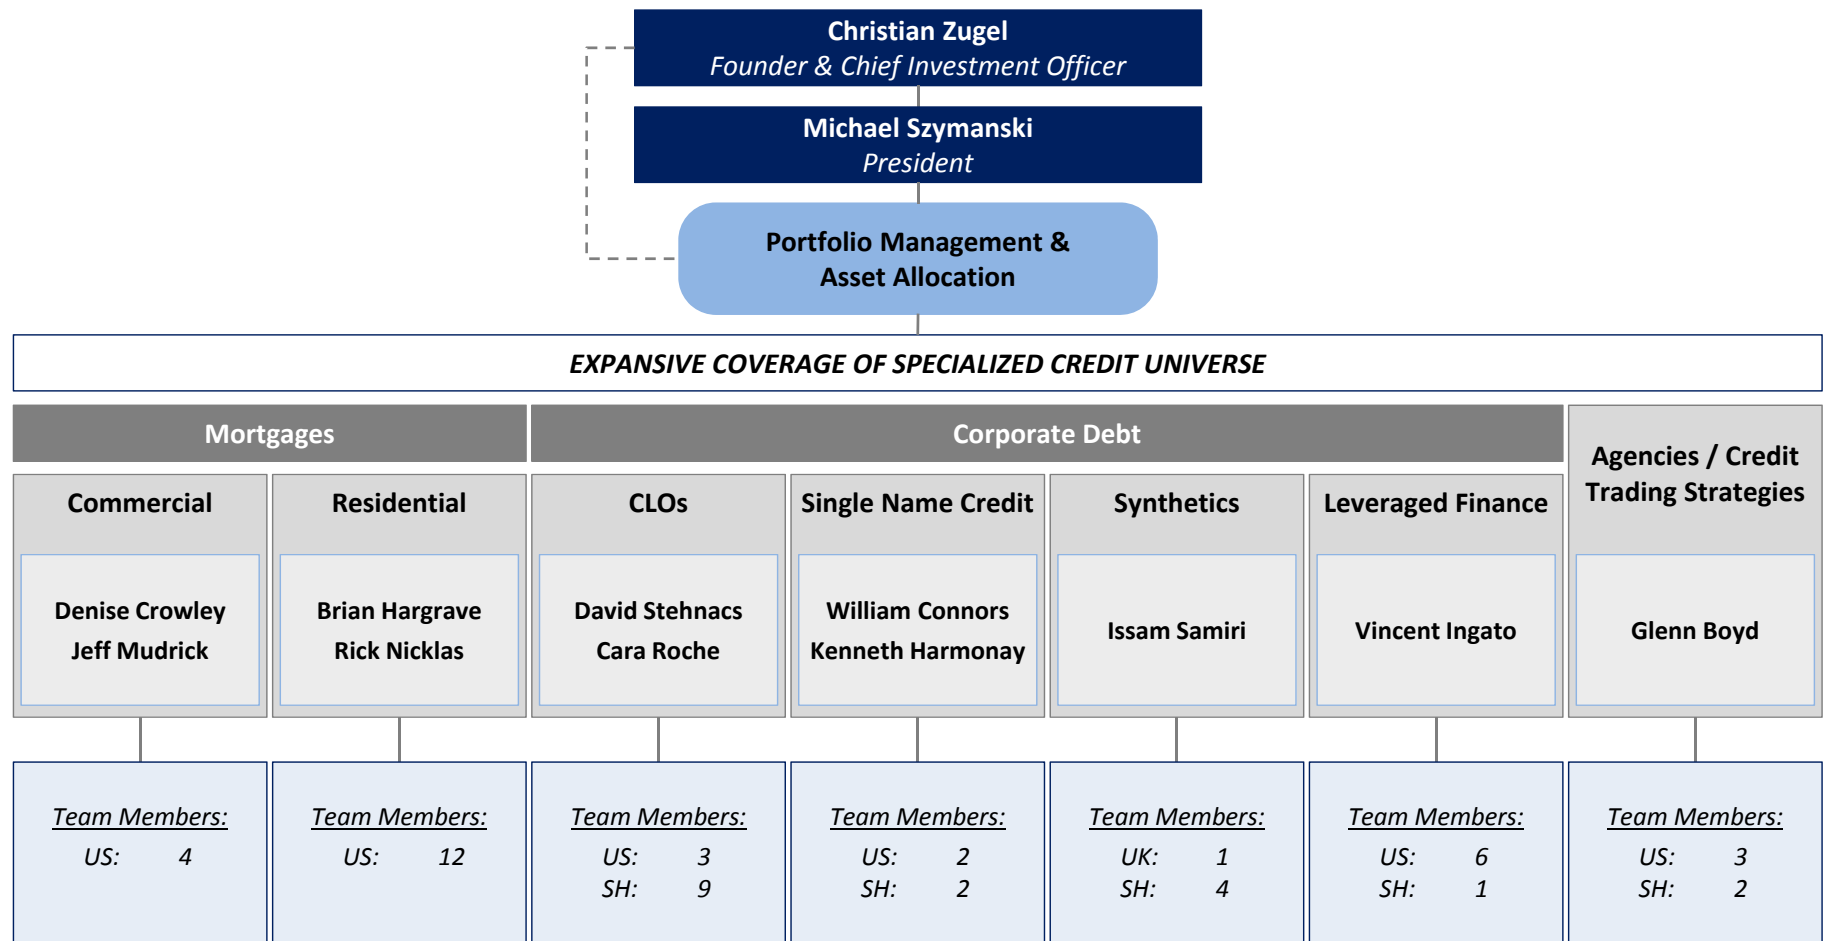 Christian Zugel
Founder & Chief Investment Officer
Michael Szymanski
President
Portfolio Management &
Asset Allocation
EXPANSIVE COVERAGE OF SPECIALIZED CREDIT UNIVERSE
Mortgages
Corporate Debt
Agencies / Credit
Trading Strategies
Commercial
Denise Crowley
Jeff Mudrick
Residential
Brian Hargrave
Rick Nicklas
CLOs
David Stehnacs
Cara Roche
Single Name Credit
William Connors
Kenneth Harmonay
Synthetics
Issam Samiri
Leveraged Finance
Vincent Ingato
Glenn Boyd
Team Members:
US: 4
Team Members:
US: 12
Team Members:
US: 3
SH: 9
Team Members:
US: 2
SH: 2
Team Members:
UK: 1
SH: 4
Team Members:
US: 6
SH: 1
Team Members:
US: 3
SH: 2